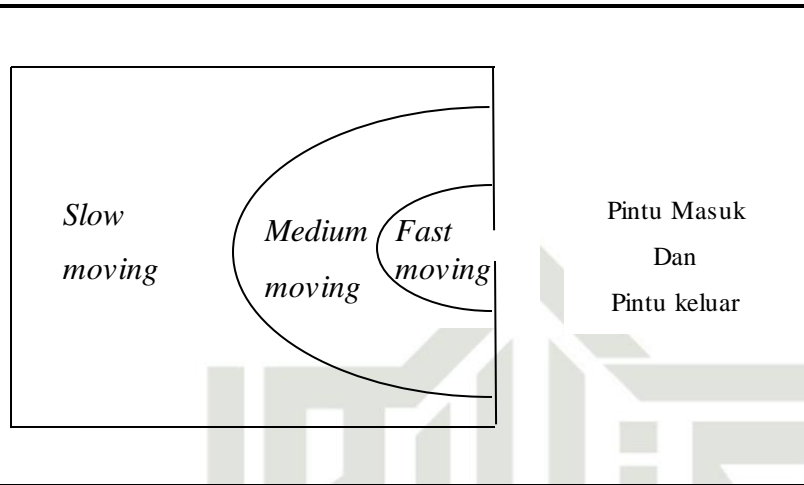 Slow
moving
Medium
moving
Fast
moving
Pintu Masuk
Dan
Pintu keluar